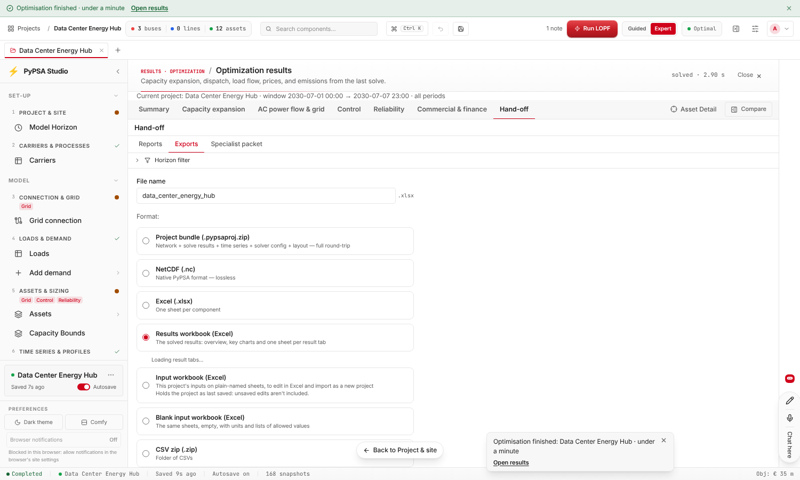 Optimisation finished · under a minute Open results
Projects / Data Center Energy Hub
3 buses 0 lines 12 assets
Search components...
Ctrl K
1 note
Run LOPF
Guided Expert
Optimal
A
Data Center Energy Hub
PyPSA Studio
SET-UP
1 PROJECT & SITE
Model Horizon
2 CARRIERS & PROCESSES
Carriers
MODEL
3 CONNECTION & GRID
Grid
Grid connection
4 LOADS & DEMAND
Loads
Add demand
5 ASSETS & SIZING
Grid Control Reliability
Assets
Capacity Bounds
6 TIME SERIES & PROFILES
Data Center Energy Hub
Saved 7s ago
Autosave
PREFERENCES
Dark theme
Comfy
Browser notifications Off
Blocked in this browser. allow notifications in the browser's site settings
RESULTS · OPTIMIZATION / Optimization results
Capacity expansion, dispatch, load flow, prices, and emissions from the last solve.
solved · 2.90 s
Close
Current project: Data Center Energy Hub · window 2030-07-01 00:00 → 2030-07-07 23:00 · all periods
Summary Capacity expansion AC power flow & grid Control Reliability Commercial & finance Hand-off
Asset Detail
Compare
Hand-off
Reports Exports Specialist packet
Horizon filter
File name
data_center_energy_hub .xlsx
Format:
Project bundle (.pypsaproj.zip)
Network + solve results + time series + solver config + layout — full round-trip
NetCDF (.nc)
Native PyPSA format — lossless
Excel (.xlsx)
One sheet per component
Results workbook (Excel)
The solved results: overview, key charts and one sheet per result tab
Loading result tabs...
Input workbook (Excel)
This project's inputs on plain-named sheets, to edit in Excel and import as a new project
Holds the project as last saved: unsaved edits aren't included.
Blank input workbook (Excel)
The same sheets, empty, with units and lists of allowed values
CSV zip (.zip)
Folder of CSVs
Back to Project & site
Optimisation finished: Data Center Energy Hub · under a minute
Open results
Chat here
Completed
Data Center Energy Hub
Saved 9s ago
Autosave on
168 snapshots
Obj: € 35 m